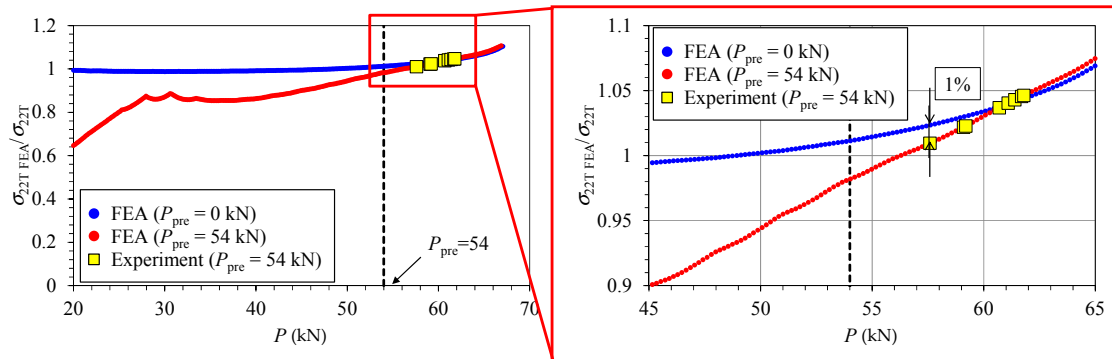 1.2
1
0.8
0.6
0.4
0.2
0
σ22T FEA/σ22T
FEA (Ppre = 0 kN)
FEA (Ppre = 54 kN)
Experiment (Ppre = 54 kN)
Ppre=54
20 30 40 50 60 70
P (kN)
1.1
1.05
1
0.95
0.9
σ22T FEA/σ22T
FEA (Ppre = 0 kN)
FEA (Ppre = 54 kN)
Experiment (Ppre = 54 kN)
1%
45 50 55 60 65
P (kN)